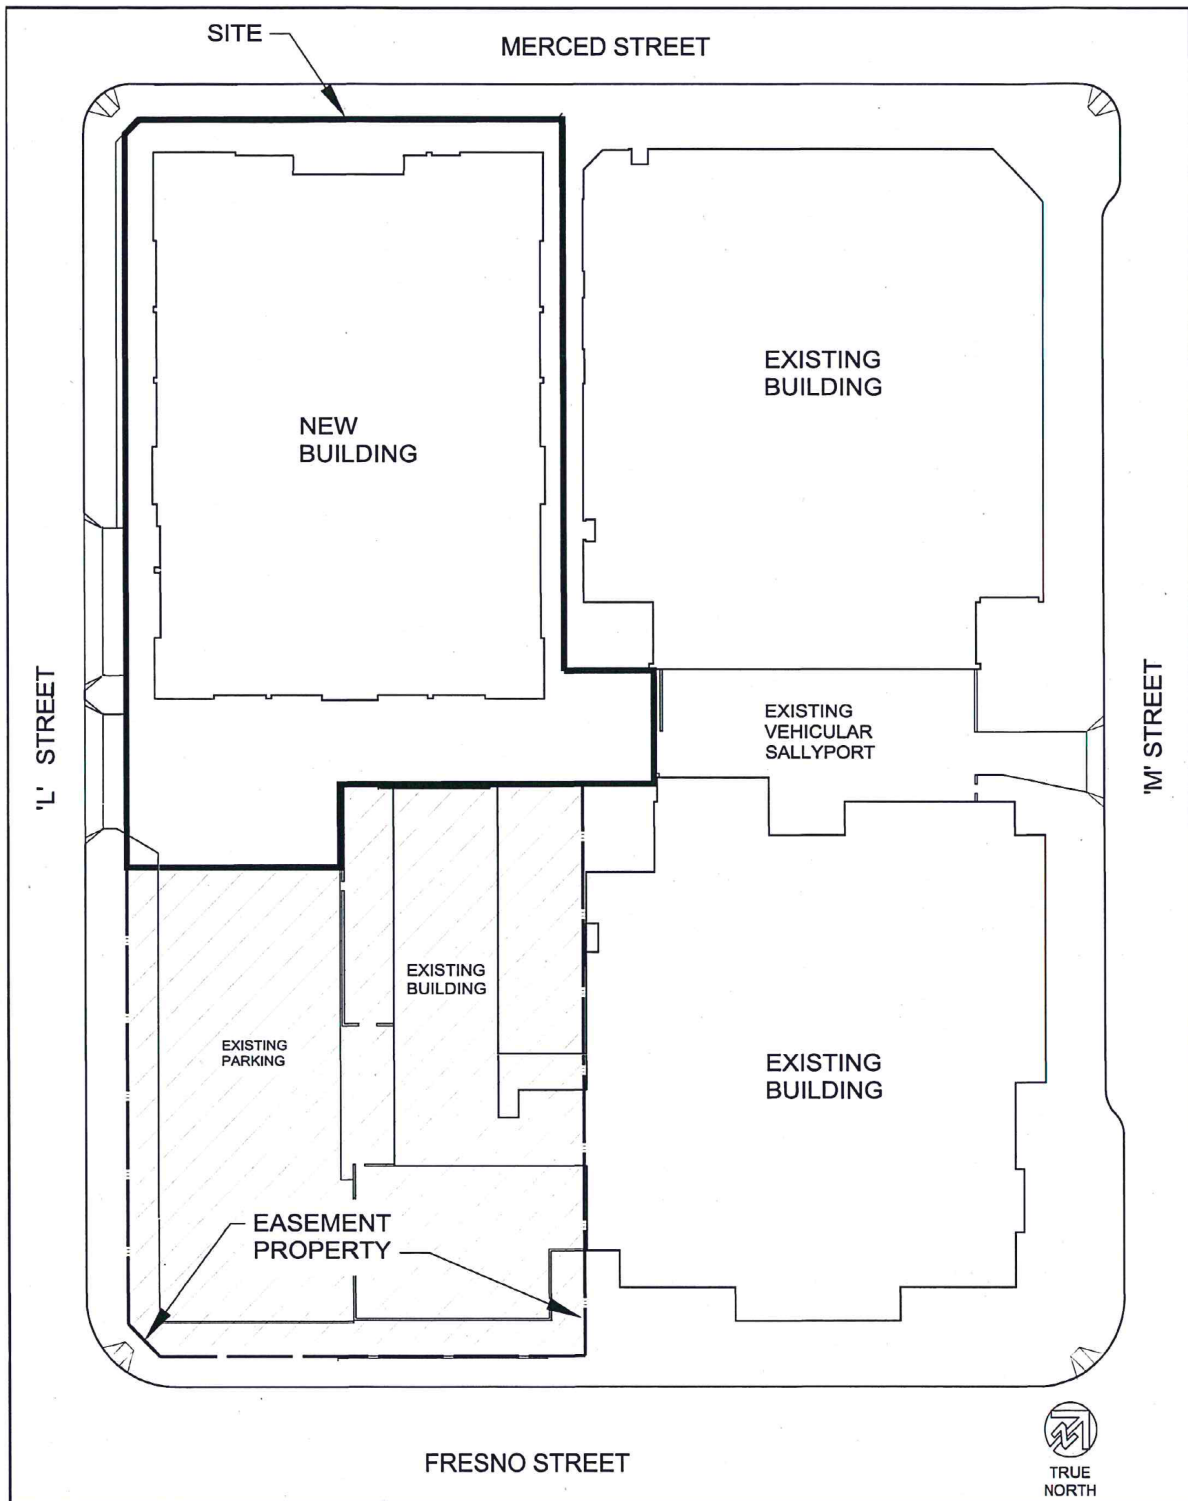 SITE
MERCED STREET
EXISTING
BUILDING
NEW
BUILDING
'L' STREET
EXISTING
VEHICULAR
SALLYPORT
'M' STREET
EXISTING
BUILDING
EXISTING
PARKING
EXISTING
BUILDING
EASEMENT
PROPERTY
FRESNO STREET
N
TRUE
NORTH